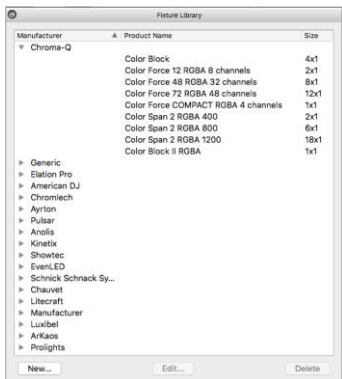 Fixture Library
Manufacturer Product Name Size
Chroma-Q
Color Block 4x1
Color Force 12 RGBA 8 channels 2x1
Color Force 48 RGBA 32 channels 8x1
Color Force 72 RGBA 48 channels 12x1
Color Force COMPACT RGBA 4 channels 1x1
Color Span 2 RGBA 400 2x1
Color Span 2 RGBA 800 6x1
Color Span 2 RGBA 1200 18x1
Color Block II RGBA 1x1
Generic
Elation Pro
American DJ
Chromlech
Ayrton
Pulsar
Anolis
Kinetix
Showtec
EvenLED
Schnick Schnack Sy...
Chauvet
Litecraft
Manufacturer
Luxibel
ArKaos
Prolights
New... Edit... Delete